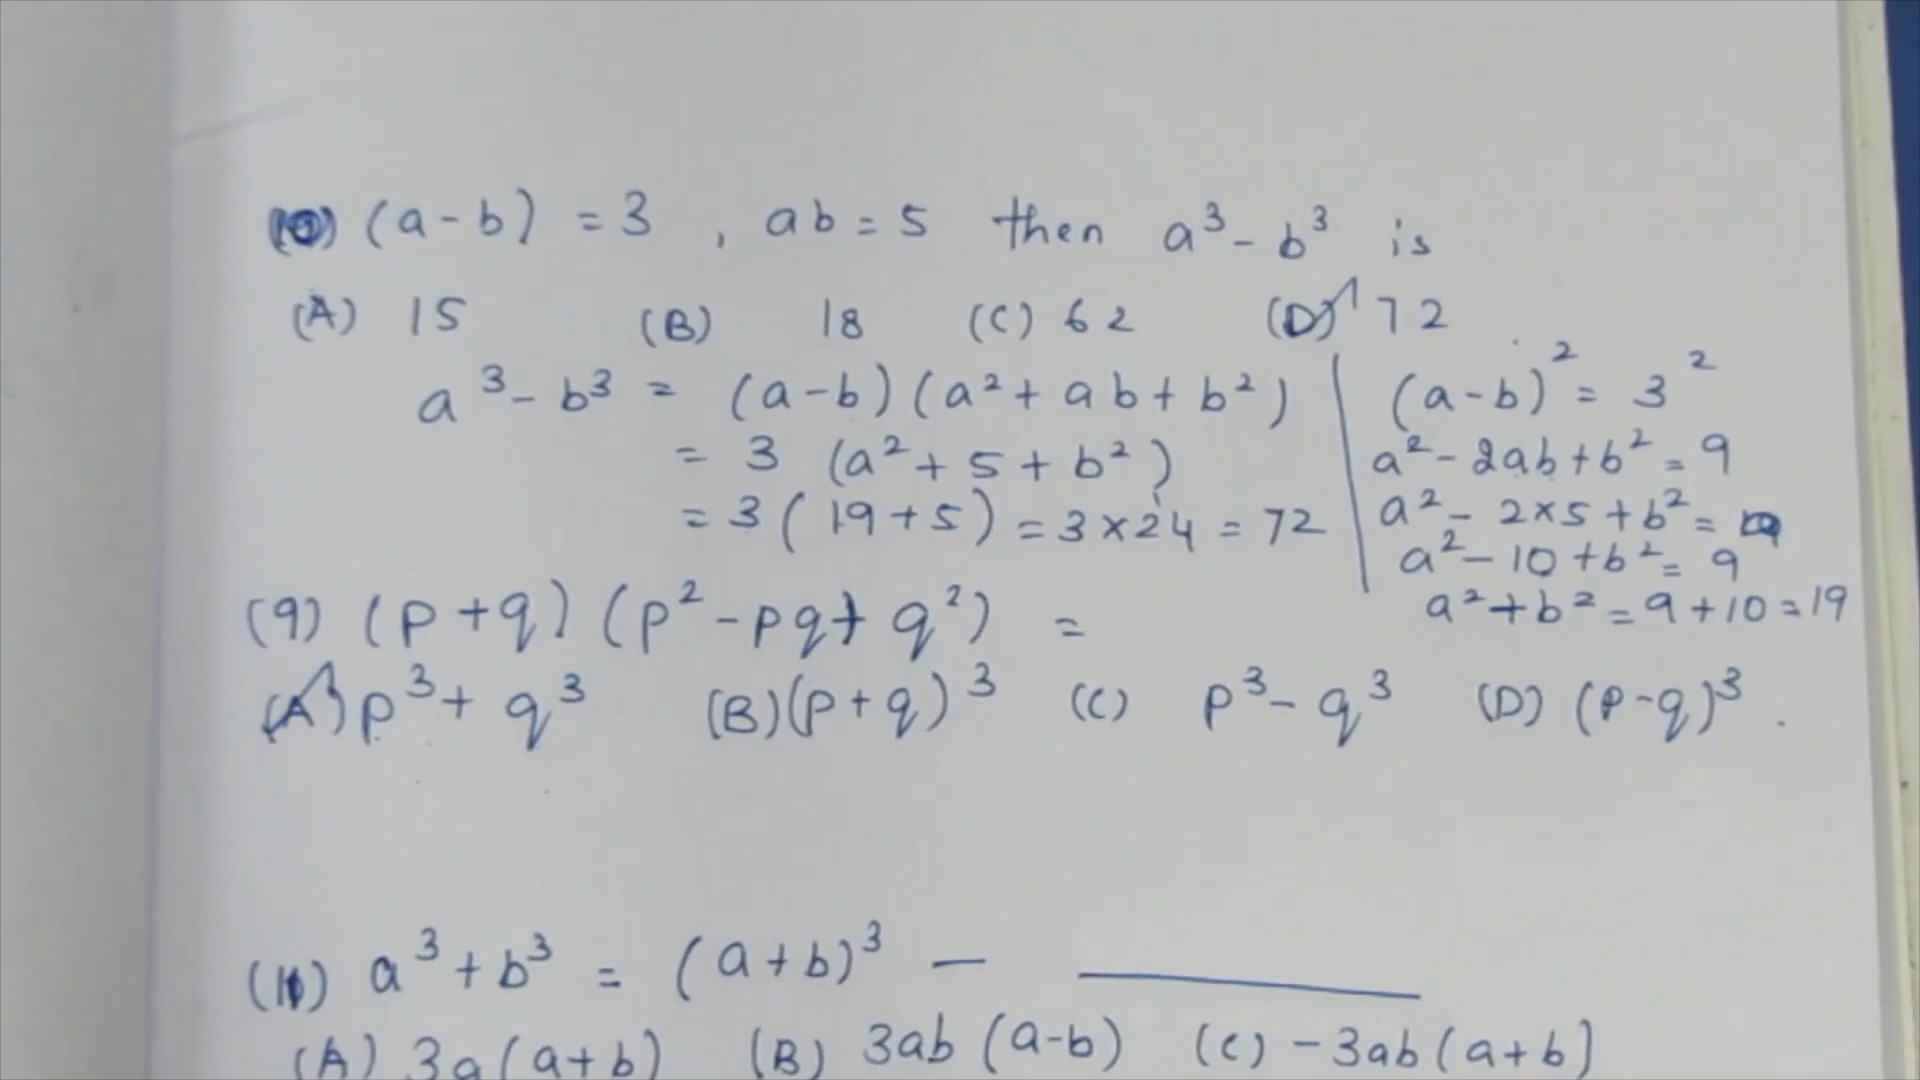 (10) (a-b) = 3 , ab = 5 then a³ - b³ is
(A) 15 (B) 18 (C) 62 (D) 72
a³ - b³ = (a-b)(a² + ab + b²)
= 3 (a² + 5 + b²)
= 3 ( 19 + 5 ) = 3 × 24 = 72
(a-b)² = 3²
a² - 2ab + b² = 9
a² - 2×5 + b² = 9
a² - 10 + b² = 9
a² + b² = 9 + 10 = 19
(9) (p + q) (p² - pq + q²) =
(A) p³ + q³ (B) (p + q)³ (C) p³ - q³ (D) (p - q)³ .
(11) a³ + b³ = (a + b)³ - ____
(A) 3a(a+b) (B) 3ab (a-b) (C) -3ab(a+b)